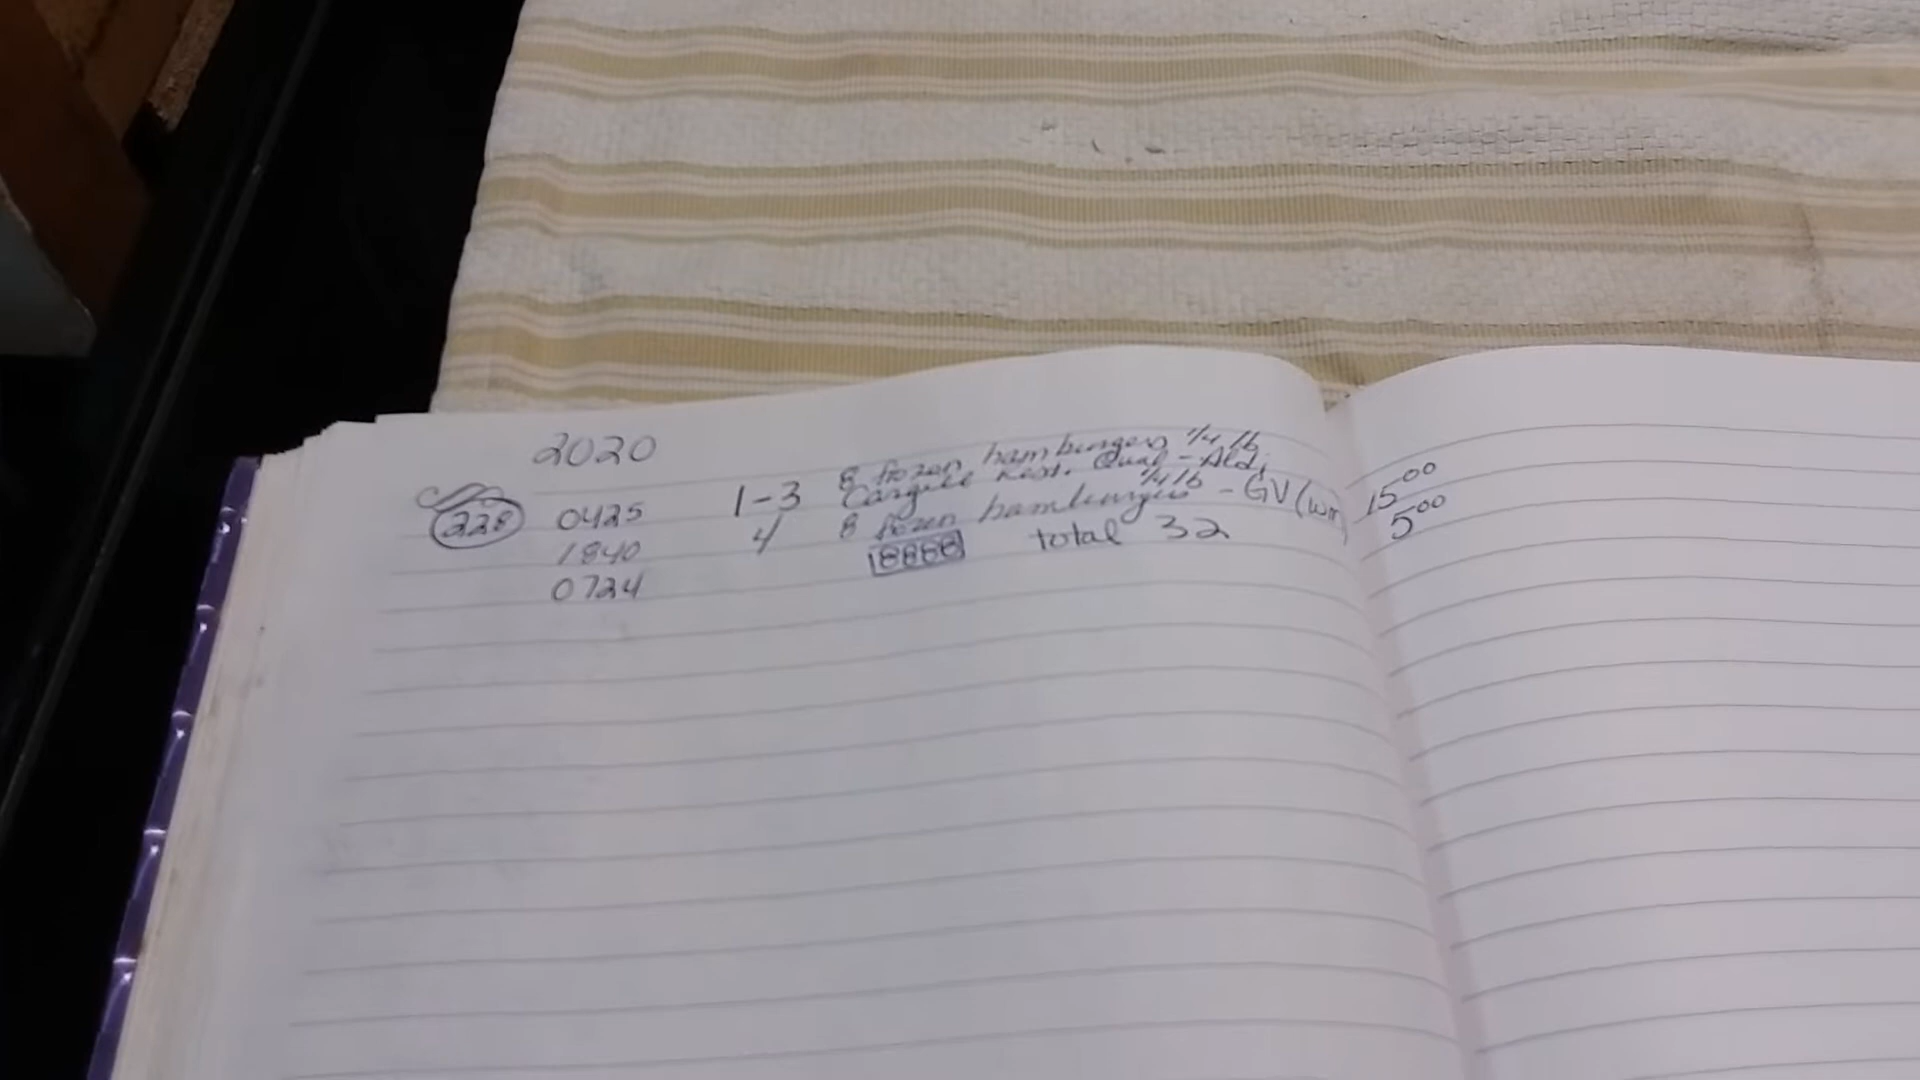 2020
228 0425 1-3 8 frozen hamburgers 1/4 lb
Cargill Rest. Qual - Aldi 15 00
1840 4 8 frozen hamburgers 1/4 lb - GV (wm) 5 00
0724 8888 total 32